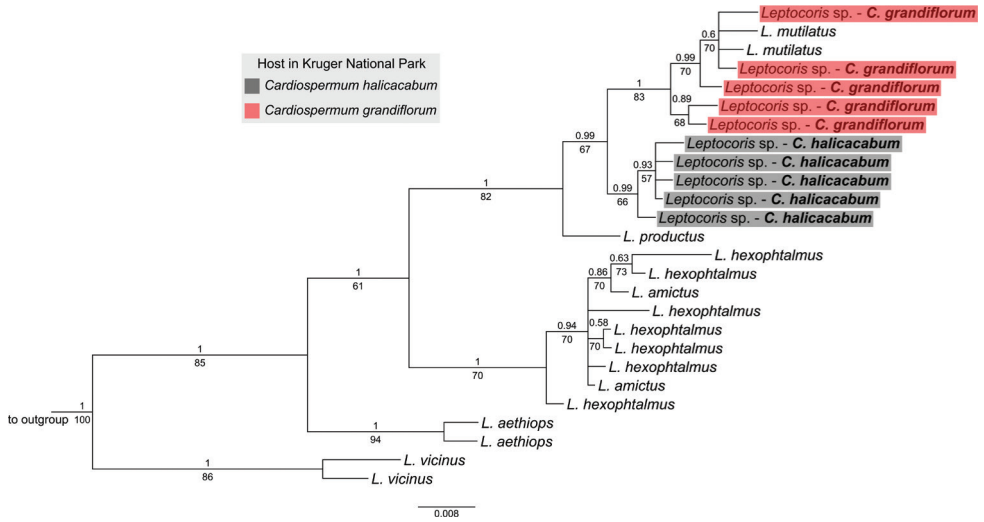 Leptocoris sp. - C. grandiflorum
0.6
L. mutilatus
0.99
70
L. mutilatus
Host in Kruger National Park
70
Leptocoris sp. - C. grandiflorum
Cardiospermum halicacabum
1
Leptocoris sp. - C. grandiflorum
83
0.89
Leptocoris sp. - C. grandiflorum
Cardiospermum grandiflorum
68
Leptocoris sp. - C. grandiflorum
0.99
Leptocoris sp. - C. halicacabum
67
0.93
Leptocoris sp. - C. halicacabum
57
Leptocoris sp. - C. halicacabum
1
0.99
Leptocoris sp. - C. halicacabum
82
66
Leptocoris sp. - C. halicacabum
L. productus
0.63
L. hexophtalmus
1
0.86
73
L. hexophtalmus
61
70
L. amictus
L. hexophtalmus
0.94
0.58
L. hexophtalmus
70
70
L. hexophtalmus
1
1
L. hexophtalmus
85
70
L. amictus
1
L. hexophtalmus
to outgroup
100
1
L. aethiops
94
L. aethiops
1
L. vicinus
86
L. vicinus
0.008